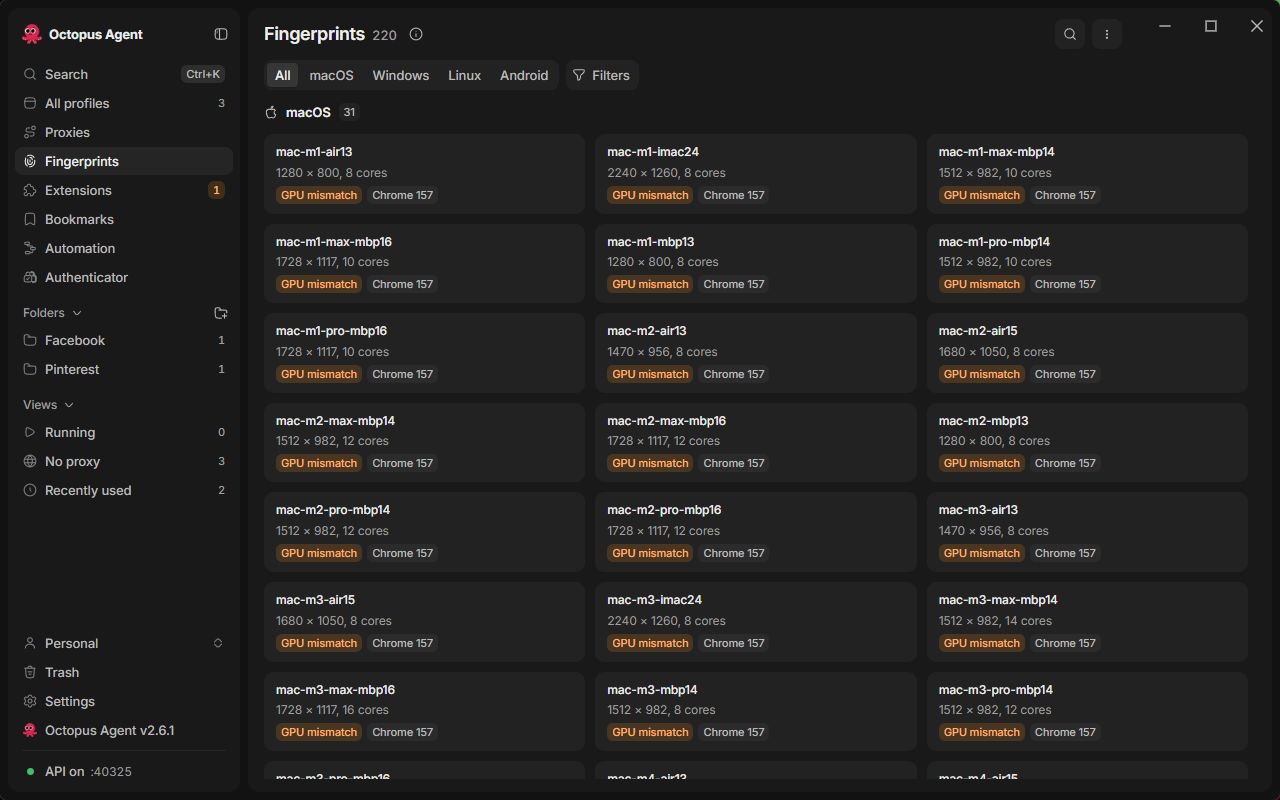 Octopus Agent
Search Ctrl+K
All profiles 3
Proxies
Fingerprints
Extensions 1
Bookmarks
Automation
Authenticator
Folders
Facebook 1
Pinterest 1
Views
Running 0
No proxy 3
Recently used 2
Personal
Trash
Settings
Octopus Agent v2.6.1
API on :40325
Fingerprints 220
All macOS Windows Linux Android Filters
macOS 31
mac-m1-air13
1280 × 800, 8 cores
GPU mismatch Chrome 157
mac-m1-imac24
2240 × 1260, 8 cores
GPU mismatch Chrome 157
mac-m1-max-mbp14
1512 × 982, 10 cores
GPU mismatch Chrome 157
mac-m1-max-mbp16
1728 × 1117, 10 cores
GPU mismatch Chrome 157
mac-m1-mbp13
1280 × 800, 8 cores
GPU mismatch Chrome 157
mac-m1-pro-mbp14
1512 × 982, 10 cores
GPU mismatch Chrome 157
mac-m1-pro-mbp16
1728 × 1117, 10 cores
GPU mismatch Chrome 157
mac-m2-air13
1470 × 956, 8 cores
GPU mismatch Chrome 157
mac-m2-air15
1680 × 1050, 8 cores
GPU mismatch Chrome 157
mac-m2-max-mbp14
1512 × 982, 12 cores
GPU mismatch Chrome 157
mac-m2-max-mbp16
1728 × 1117, 12 cores
GPU mismatch Chrome 157
mac-m2-mbp13
1280 × 800, 8 cores
GPU mismatch Chrome 157
mac-m2-pro-mbp14
1512 × 982, 12 cores
GPU mismatch Chrome 157
mac-m2-pro-mbp16
1728 × 1117, 12 cores
GPU mismatch Chrome 157
mac-m3-air13
1470 × 956, 8 cores
GPU mismatch Chrome 157
mac-m3-air15
1680 × 1050, 8 cores
GPU mismatch Chrome 157
mac-m3-imac24
2240 × 1260, 8 cores
GPU mismatch Chrome 157
mac-m3-max-mbp14
1512 × 982, 14 cores
GPU mismatch Chrome 157
mac-m3-max-mbp16
1728 × 1117, 16 cores
GPU mismatch Chrome 157
mac-m3-mbp14
1512 × 982, 8 cores
GPU mismatch Chrome 157
mac-m3-pro-mbp14
1512 × 982, 12 cores
GPU mismatch Chrome 157
mac-m3-pro-mbp16
mac-m4-air13
mac-m4-air15